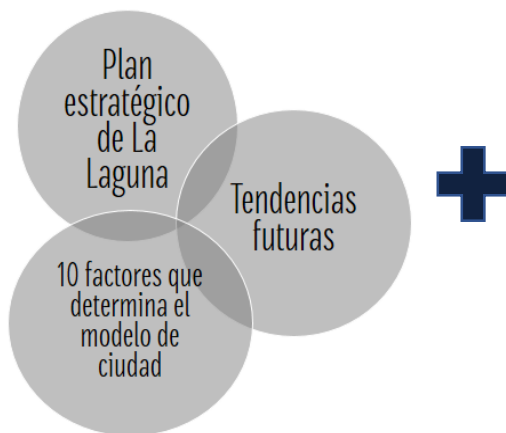 Plan
estratégico
de La
Laguna
Tendencias
futuras
10 factores que
determina el
modelo de
ciudad